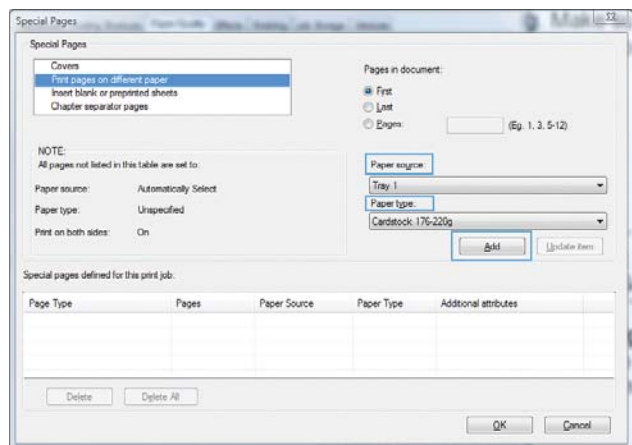 Special Pages
Special Pages
Covers
Print pages on different paper
Insert blank or preprinted sheets
Chapter separator pages
Pages in document:
First
Last
Pages: (Eg. 1, 3, 5-12)
NOTE:
All pages not listed in this table are set to:
Paper source: Automatically Select
Paper type: Unspecified
Print on both sides: On
Paper source:
Tray 1
Paper type:
Cardstock 176-220g
Add Update item
Special pages defined for this print job:
Page Type Pages Paper Source Paper Type Additional attributes
Delete Delete All
OK Cancel